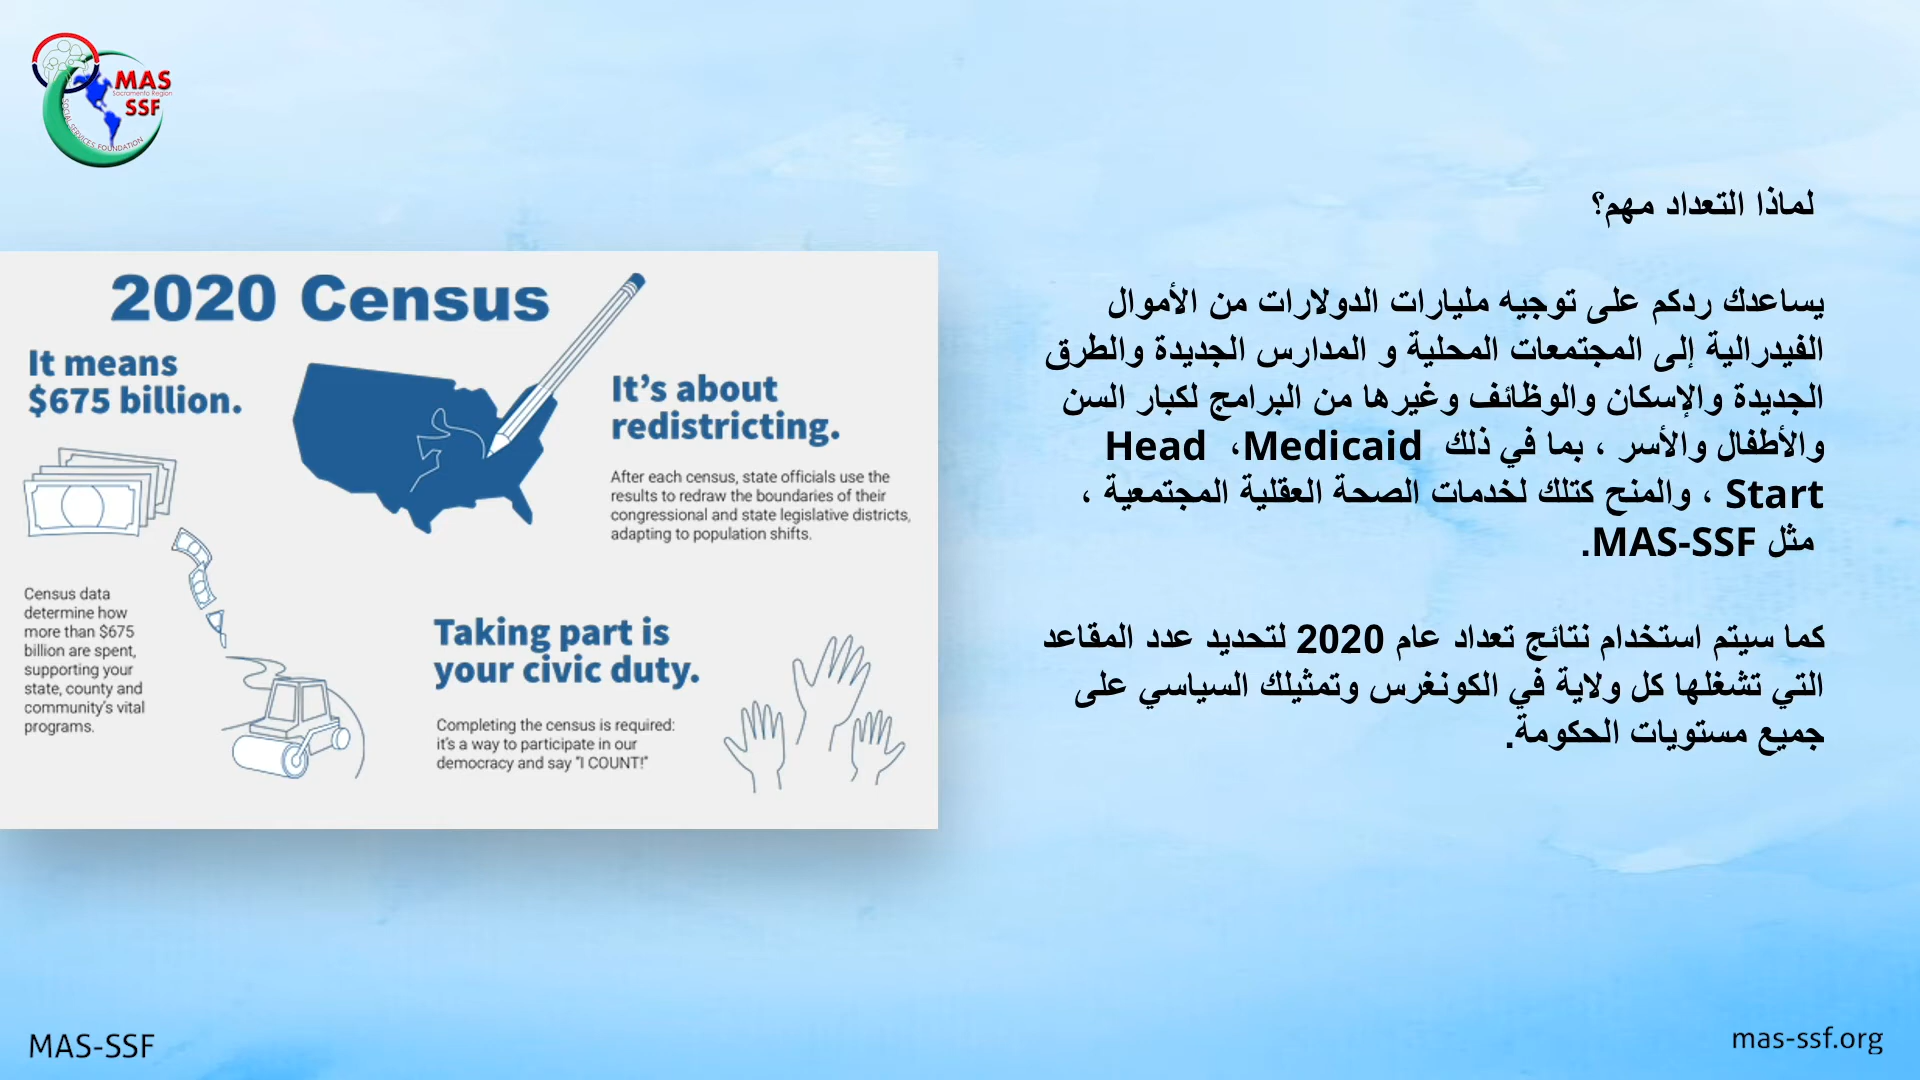 MAS
Sacramento Region
SSF
SOCIAL SERVICES FOUNDATION
2020 Census
It means
$675 billion.
Census data
determine how
more than $675
billion are spent,
supporting your
state, county and
community's vital
programs.
It's about
redistricting.
After each census, state officials use the
results to redraw the boundaries of their
congressional and state legislative districts,
adapting to population shifts.
Taking part is
your civic duty.
Completing the census is required:
it's a way to participate in our
democracy and say "I COUNT!"
لماذا التعداد مهم؟
يساعدك ردكم على توجيه مليارات الدولارات من الأموال
الفيدرالية إلى المجتمعات المحلية و المدارس الجديدة والطرق
الجديدة والإسكان والوظائف وغيرها من البرامج لكبار السن
والأطفال والأسر ، بما في ذلك Medicaid، Head
Start ، والمنح كتلك لخدمات الصحة العقلية المجتمعية ،
مثل MAS-SSF.
كما سيتم استخدام نتائج تعداد عام 2020 لتحديد عدد المقاعد
التي تشغلها كل ولاية في الكونغرس وتمثيلك السياسي على
جميع مستويات الحكومة.
MAS-SSF
mas-ssf.org